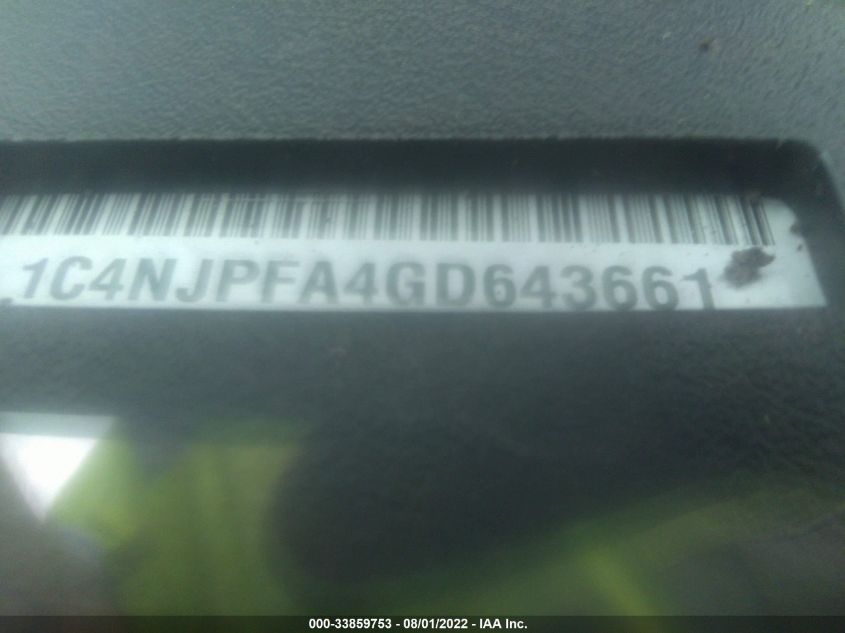 1C4NJPFA4GD643661
000-33859753 - 08/01/2022 - IAA Inc.